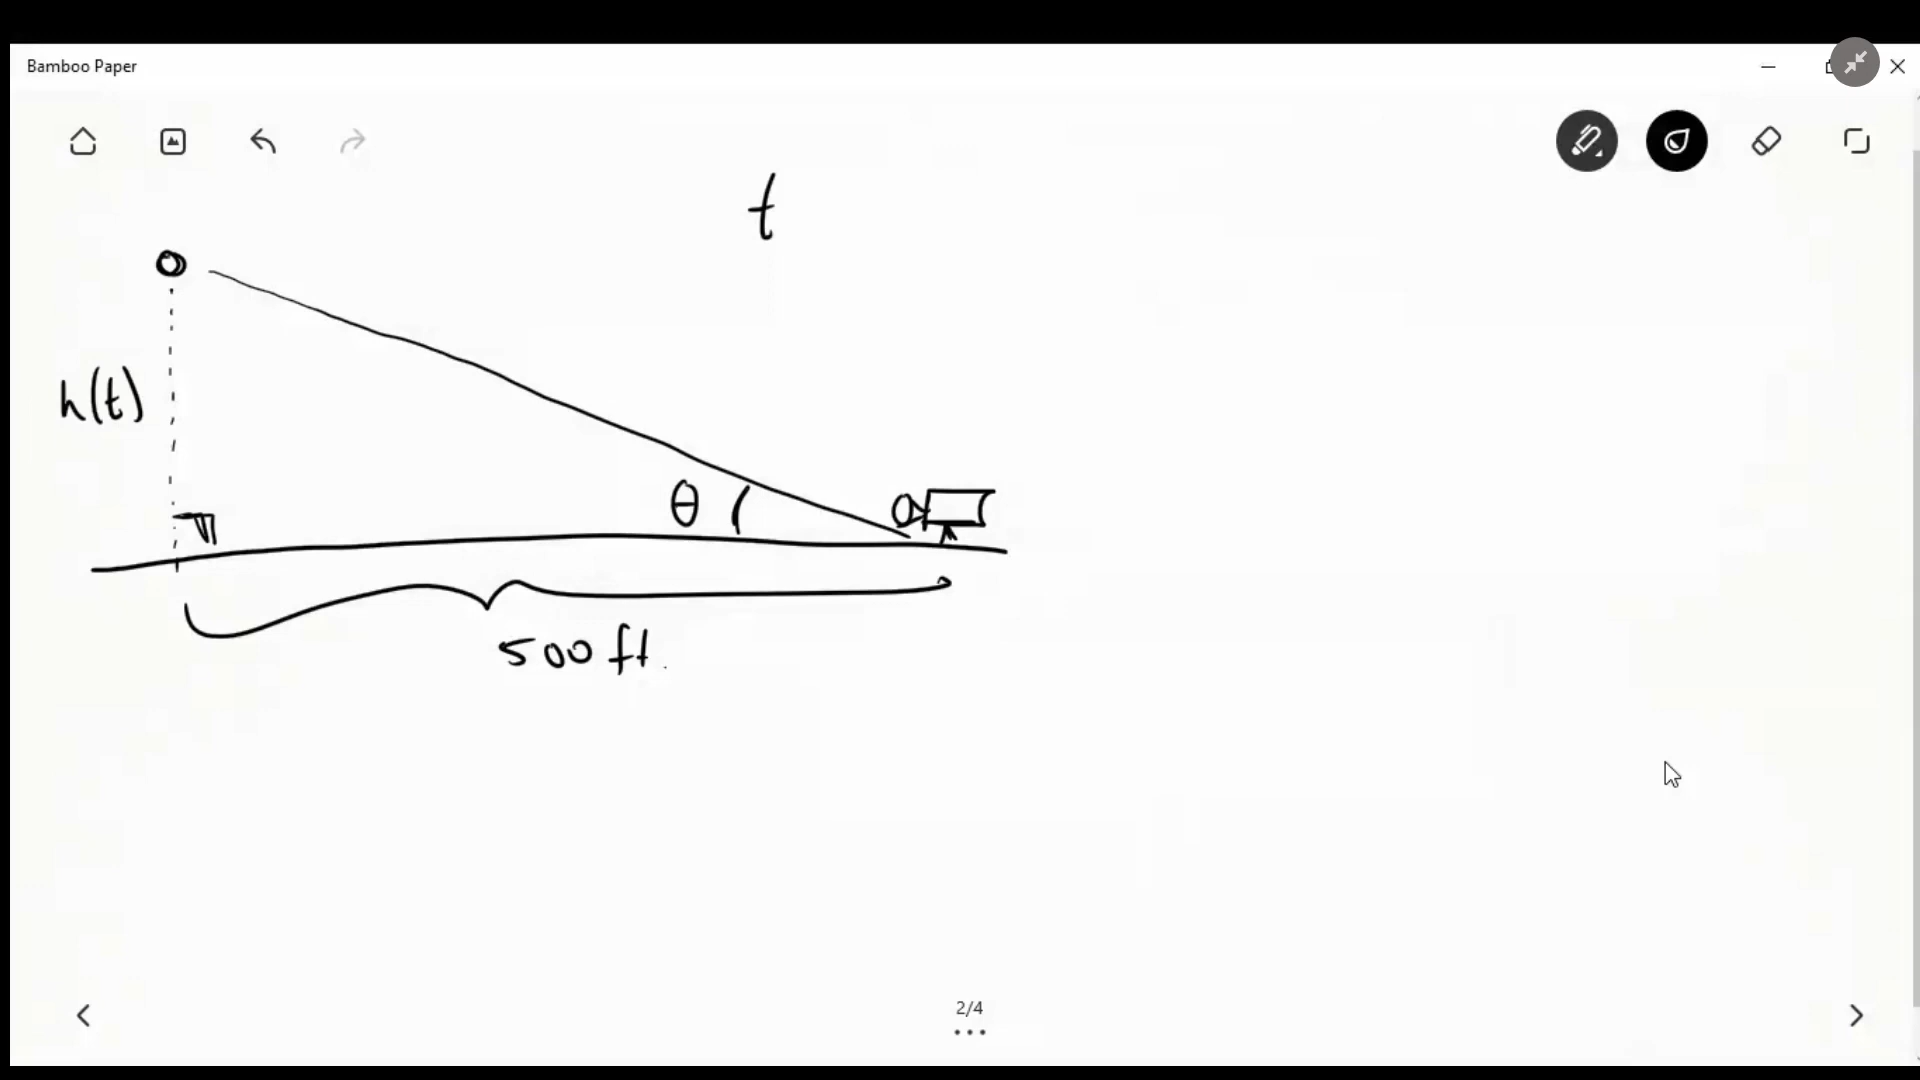 Bamboo Paper
t
h(t)
θ
500 ft.
2/4